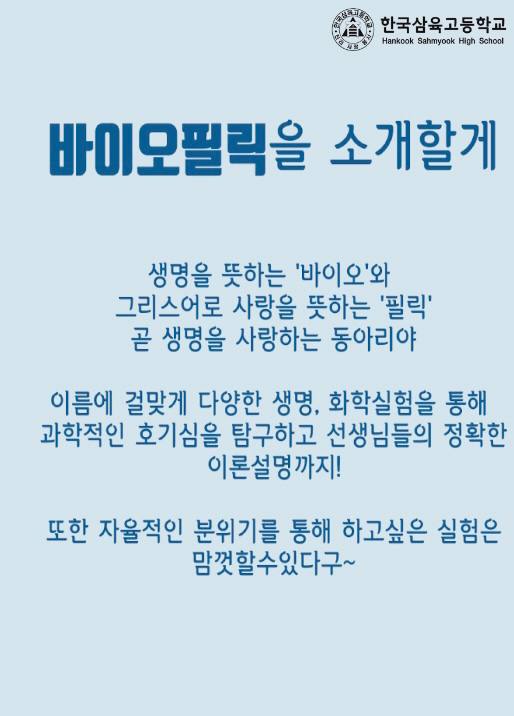 한국삼육고등학교
Hankook Sahmyook High School
바이오필릭을 소개할게
생명을 뜻하는 '바이오'와
그리스어로 사랑을 뜻하는 '필릭'
곧 생명을 사랑하는 동아리야
이름에 걸맞게 다양한 생명, 화학실험을 통해
과학적인 호기심을 탐구하고 선생님들의 정확한
이론설명까지!
또한 자율적인 분위기를 통해 하고싶은 실험은
맘껏할수있다구~